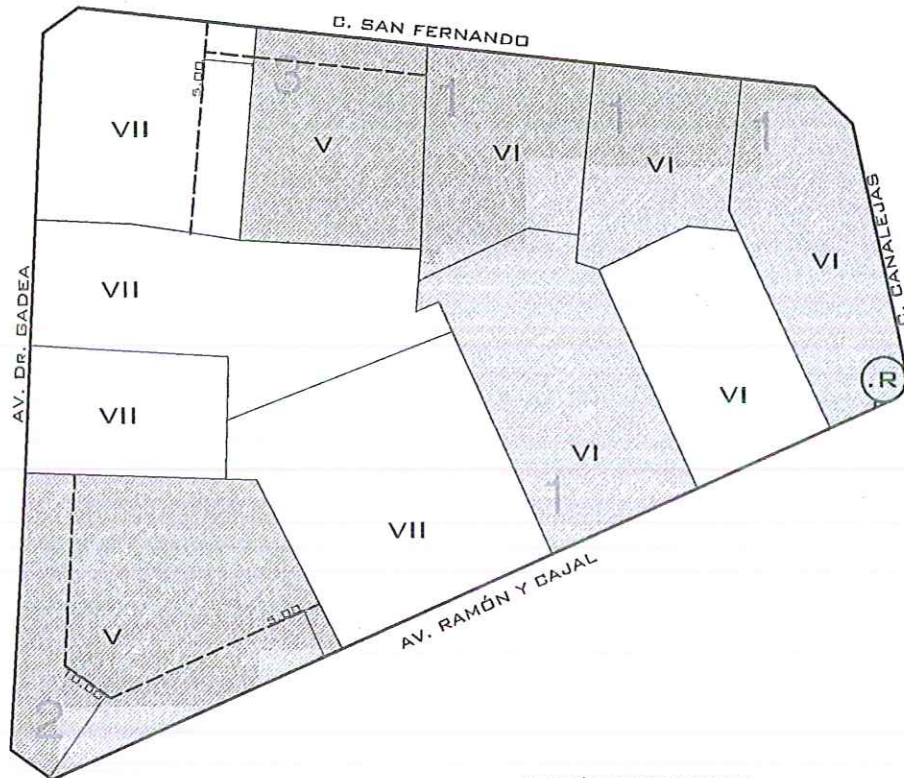 C. SAN FERNANDO
5.00
3
1
1
1
VII
V
VI
VI
C. CANALEJAS
VI
VII
AV. DR. GADEA
.R
VII
VI
VI
1
VII
5.00
AV. RAMÓN Y CAJAL
V
10.00
2